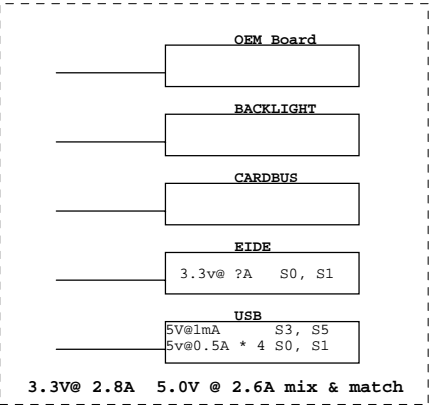 OEM Board
BACKLIGHT
CARDBUS
EIDE
3.3v@ ?A S0, S1
USB
5V@1mA S3, S5
5v@0.5A * 4 S0, S1
3.3V@ 2.8A 5.0V @ 2.6A mix & match